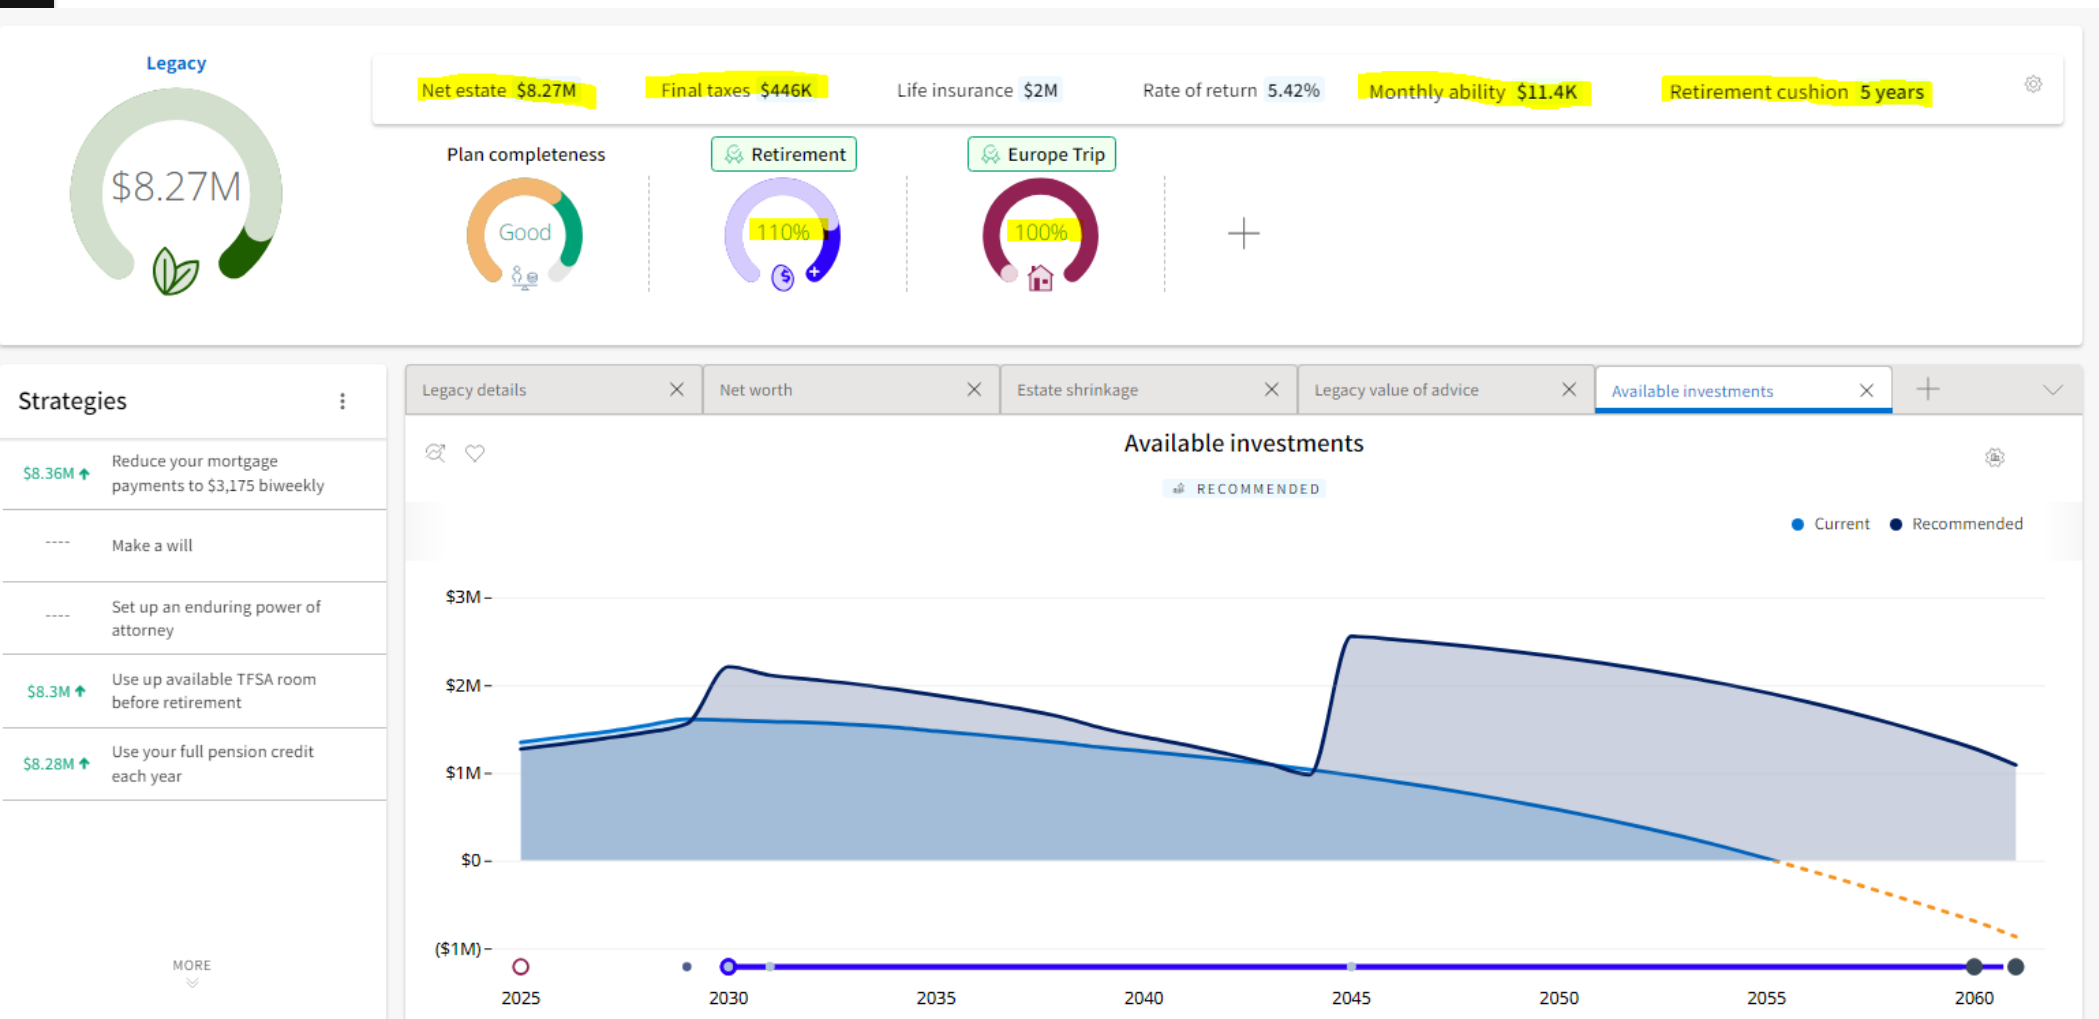 Legacy
$8.27M
Net estate $8.27M
Final taxes $446K
Life insurance $2M
Rate of return 5.42%
Monthly ability $11.4K
Retirement cushion 5 years
Plan completeness
Good
Retirement
110%
Europe Trip
100%
Strategies
$8.36M
Reduce your mortgage
payments to $3,175 biweekly
----
Make a will
----
Set up an enduring power of
attorney
$8.3M
Use up available TFSA room
before retirement
$8.28M
Use your full pension credit
each year
MORE
Legacy details
Net worth
Estate shrinkage
Legacy value of advice
Available investments
Available investments
RECOMMENDED
Current
Recommended
$3M
$2M
$1M
$0
($1M)
2025
2030
2035
2040
2045
2050
2055
2060